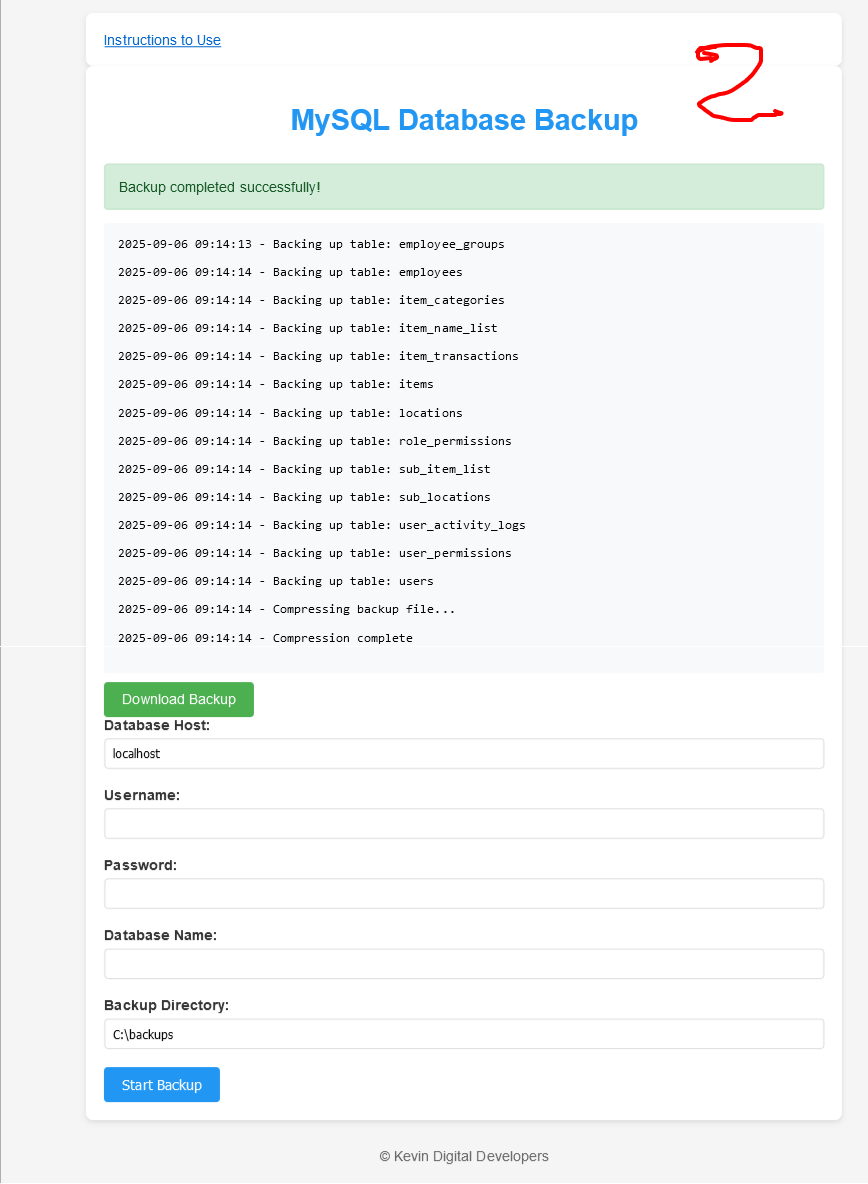 Instructions to Use
2
MySQL Database Backup
Backup completed successfully!
2025-09-06 09:14:13 - Backing up table: employee_groups
2025-09-06 09:14:14 - Backing up table: employees
2025-09-06 09:14:14 - Backing up table: item_categories
2025-09-06 09:14:14 - Backing up table: item_name_list
2025-09-06 09:14:14 - Backing up table: item_transactions
2025-09-06 09:14:14 - Backing up table: items
2025-09-06 09:14:14 - Backing up table: locations
2025-09-06 09:14:14 - Backing up table: role_permissions
2025-09-06 09:14:14 - Backing up table: sub_item_list
2025-09-06 09:14:14 - Backing up table: sub_locations
2025-09-06 09:14:14 - Backing up table: user_activity_logs
2025-09-06 09:14:14 - Backing up table: user_permissions
2025-09-06 09:14:14 - Backing up table: users
2025-09-06 09:14:14 - Compressing backup file...
2025-09-06 09:14:14 - Compression complete
Download Backup
Database Host:
localhost
Username:
Password:
Database Name:
Backup Directory:
C:\backups
Start Backup
© Kevin Digital Developers